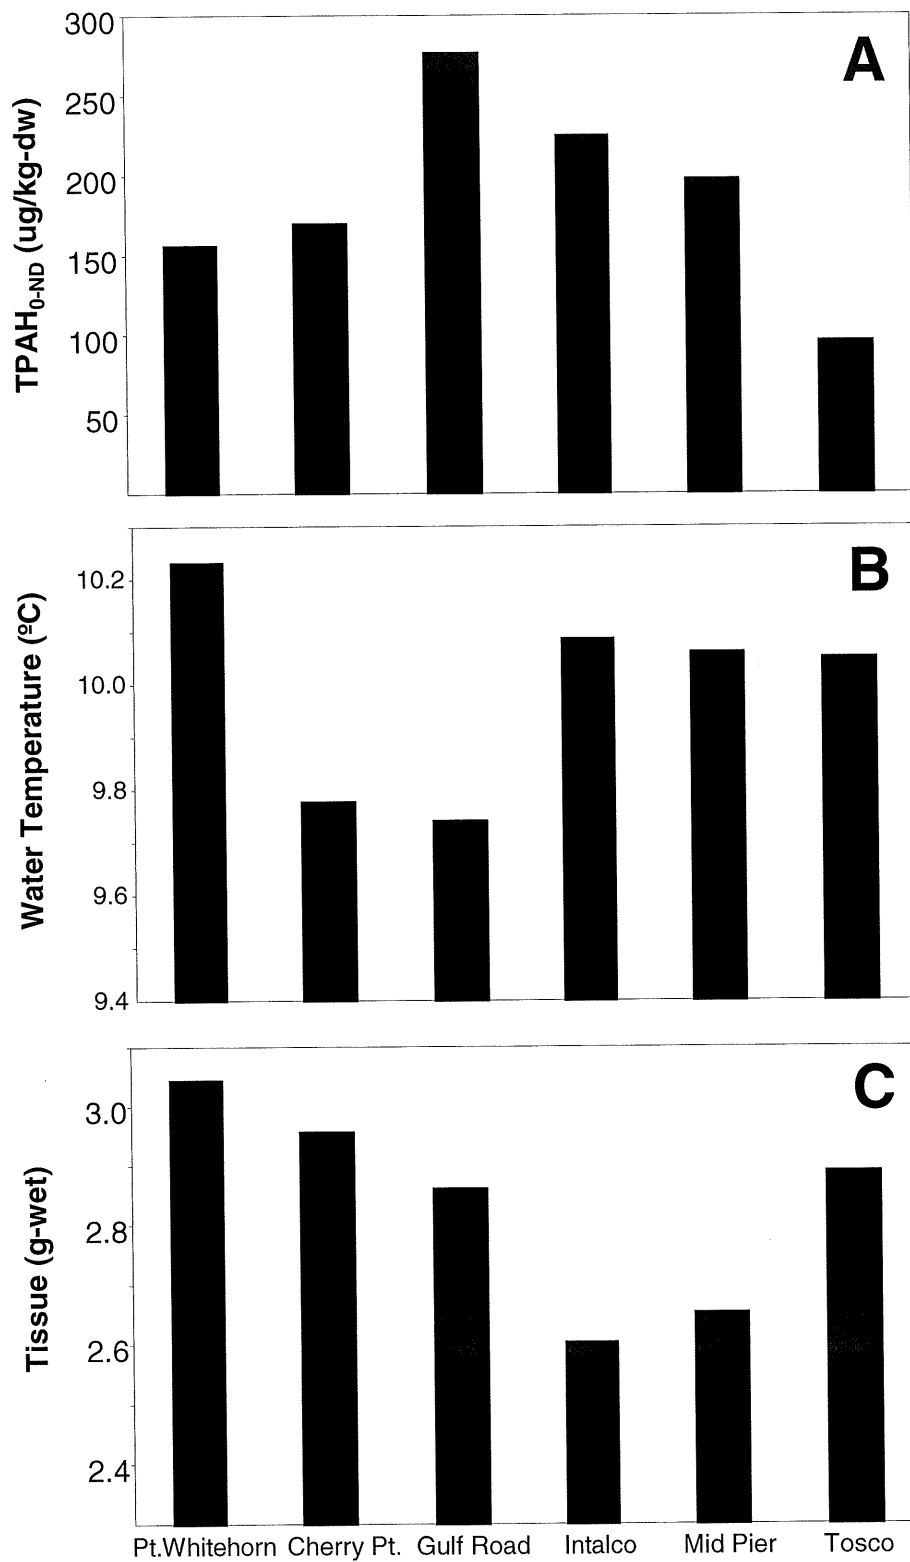 A
TPAH0-ND (ug/kg-dw)
300
250
200
150
100
50
B
Water Temperature (ºC)
10.2
10.0
9.8
9.6
9.4
C
Tissue (g-wet)
3.0
2.8
2.6
2.4
Pt.Whitehorn Cherry Pt. Gulf Road Intalco Mid Pier Tosco